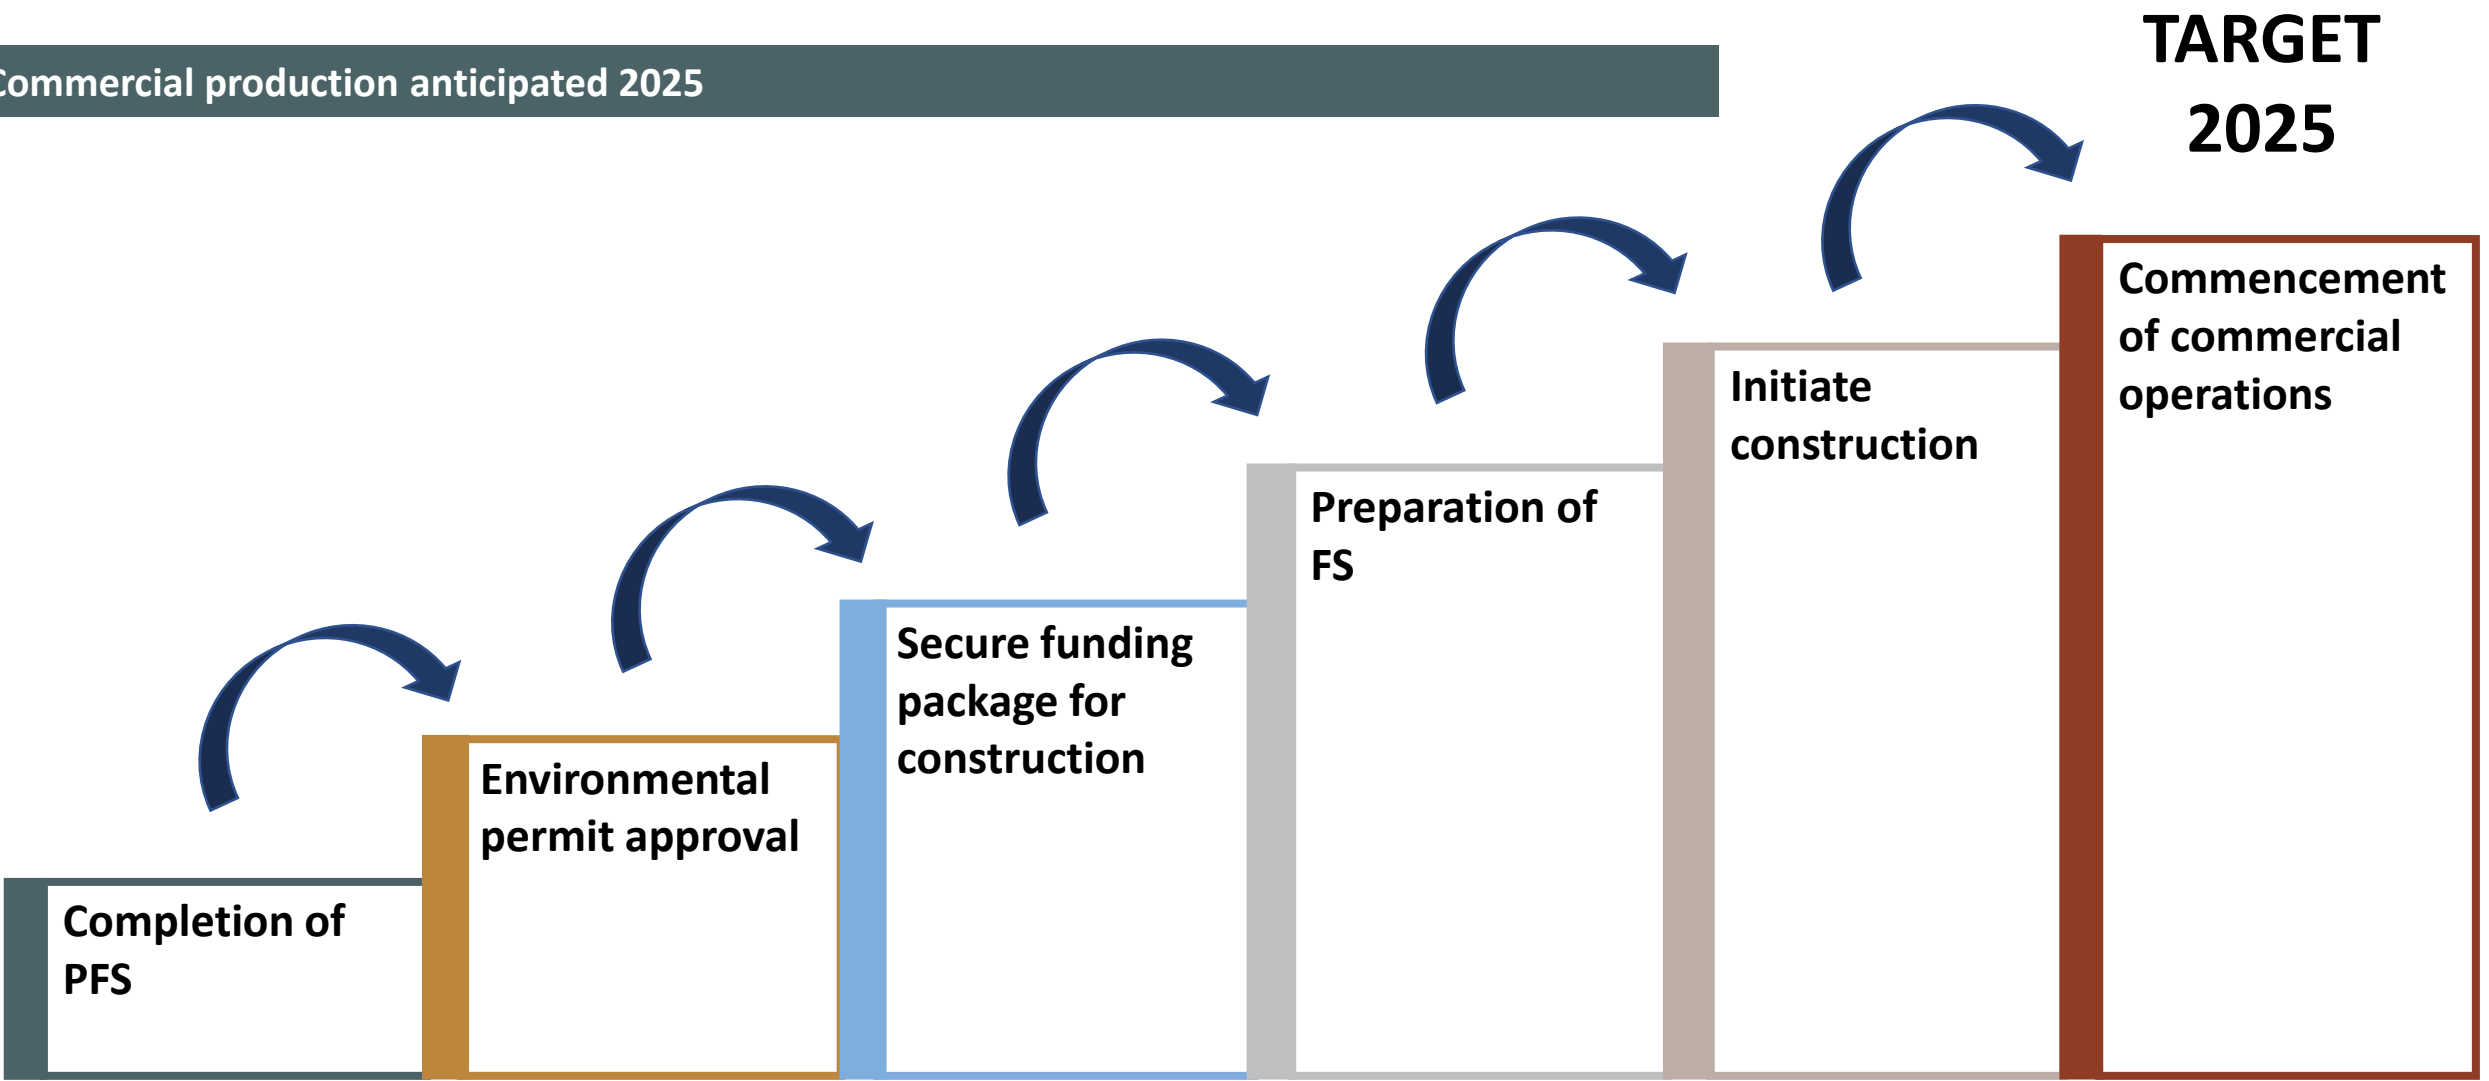 Commercial production anticipated 2025
TARGET
2025
Completion of
PFS
Environmental
permit approval
Secure funding
package for
construction
Preparation of
FS
Initiate
construction
Commencement
of commercial
operations